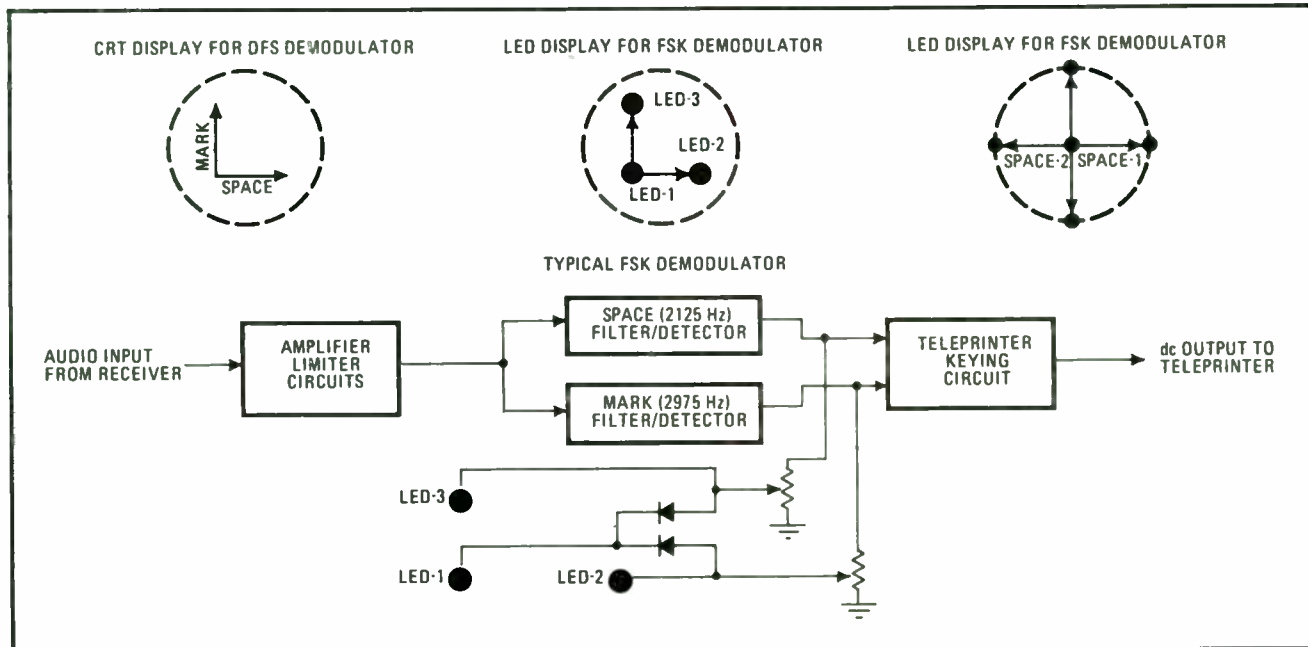 CRT DISPLAY FOR DFS DEMODULATOR
MARK
SPACE
LED DISPLAY FOR FSK DEMODULATOR
LED-3
LED-2
LED-1
LED DISPLAY FOR FSK DEMODULATOR
SPACE-2
SPACE-1
TYPICAL FSK DEMODULATOR
AUDIO INPUT
FROM RECEIVER
AMPLIFIER
LIMITER
CIRCUITS
SPACE (2125 Hz)
FILTER/DETECTOR
MARK (2975 Hz)
FILTER/DETECTOR
TELEPRINTER
KEYING
CIRCUIT
dc OUTPUT TO
TELEPRINTER
LED-3
LED-1
LED-2